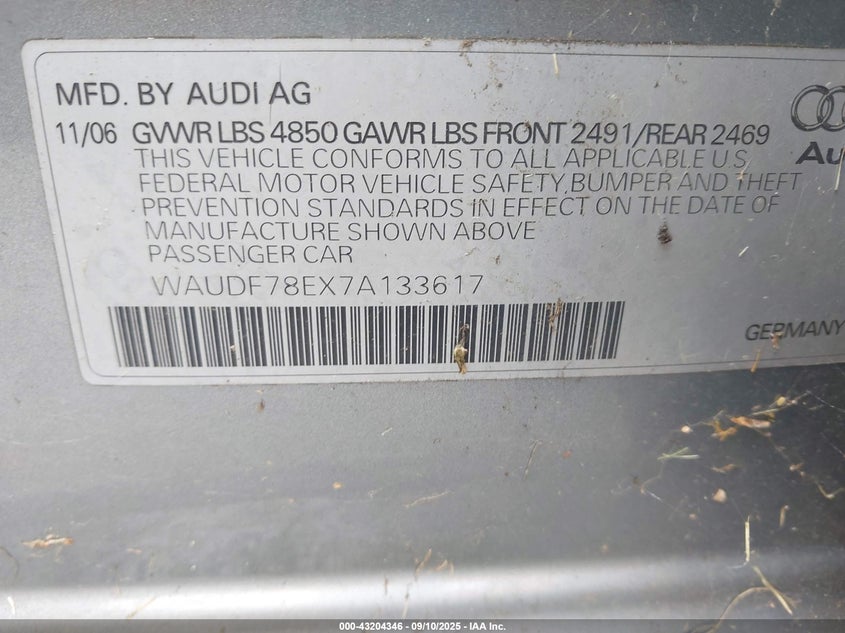 MFD. BY AUDI AG
11/06 GVWR LBS 4850 GAWR LBS FRONT 2491/REAR 2469
THIS VEHICLE CONFORMS TO ALL APPLICABLE U.S.
FEDERAL MOTOR VEHICLE SAFETY, BUMPER AND THEFT
PREVENTION STANDARDS IN EFFECT ON THE DATE OF
MANUFACTURE SHOWN ABOVE
PASSENGER CAR
WAUDF78EX7A133617
GERMANY
000-43204346 - 09/10/2025 - IAA Inc.